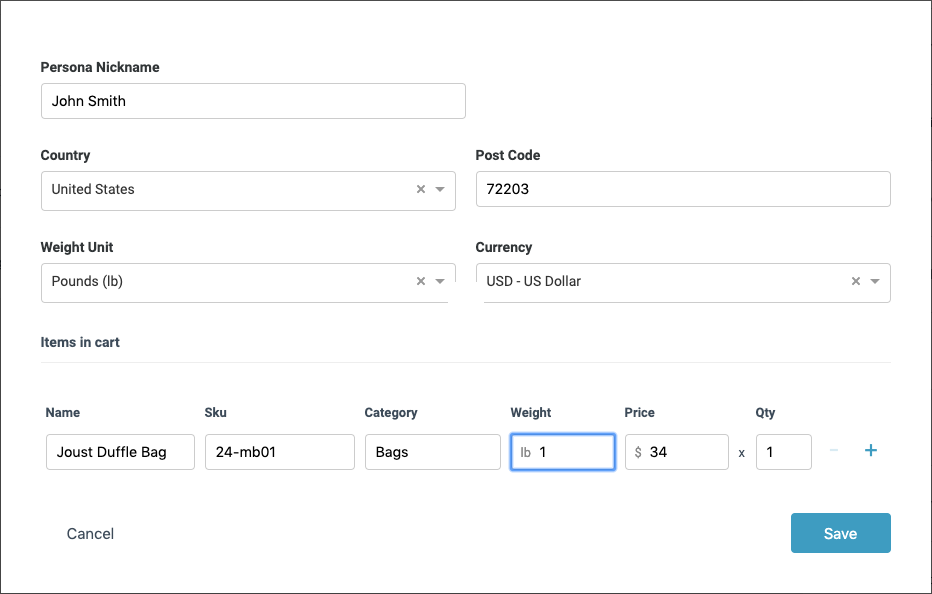 Persona Nickname
John Smith
Country Post Code
United States × 72203
Weight Unit Currency
Pounds (lb) × USD - US Dollar ×
Items in cart
Name Sku Category Weight Price Qty
Joust Duffle Bag 24-mb01 Bags lb 1 $ 34 x 1 − +
Cancel Save